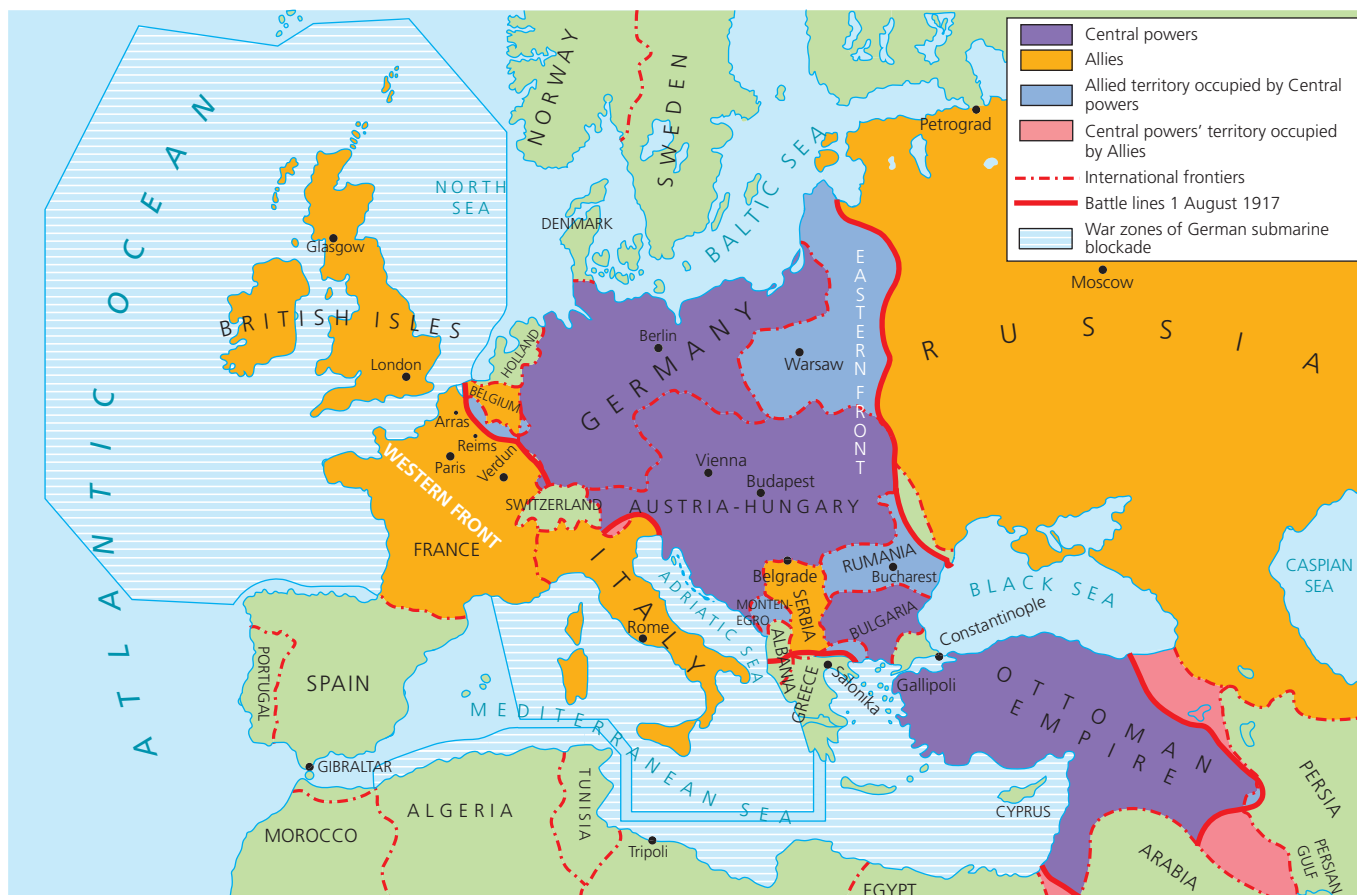 Central powers
Allies
Allied territory occupied by Central
powers
Central powers’ territory occupied
by Allies
International frontiers
Battle lines 1 August 1917
War zones of German submarine
blockade
ATLANTIC OCEAN
NORTH
SEA
NORWAY
SWEDEN
BALTIC SEA
DENMARK
Petrograd
Moscow
RUSSIA
Glasgow
BRITISH ISLES
London
HOLLAND
BELGIUM
Berlin
GERMANY
Warsaw
EASTERN FRONT
Arras
Reims
Paris
Verdun
WESTERN FRONT
FRANCE
SWITZERLAND
Vienna
Budapest
AUSTRIA-HUNGARY
ITALY
Rome
ADRIATIC SEA
Belgrade
SERBIA
MONTEN-
EGRO
ALBANIA
RUMANIA
Bucharest
BULGARIA
BLACK SEA
CASPIAN
SEA
Constantinople
Gallipoli
Salonika
GREECE
OTTOMAN
EMPIRE
PORTUGAL
SPAIN
GIBRALTAR
MEDITERRANEAN SEA
MOROCCO
ALGERIA
TUNISIA
Tripoli
EGYPT
CYPRUS
ARABIA
PERSIA
PERSIAN
GULF